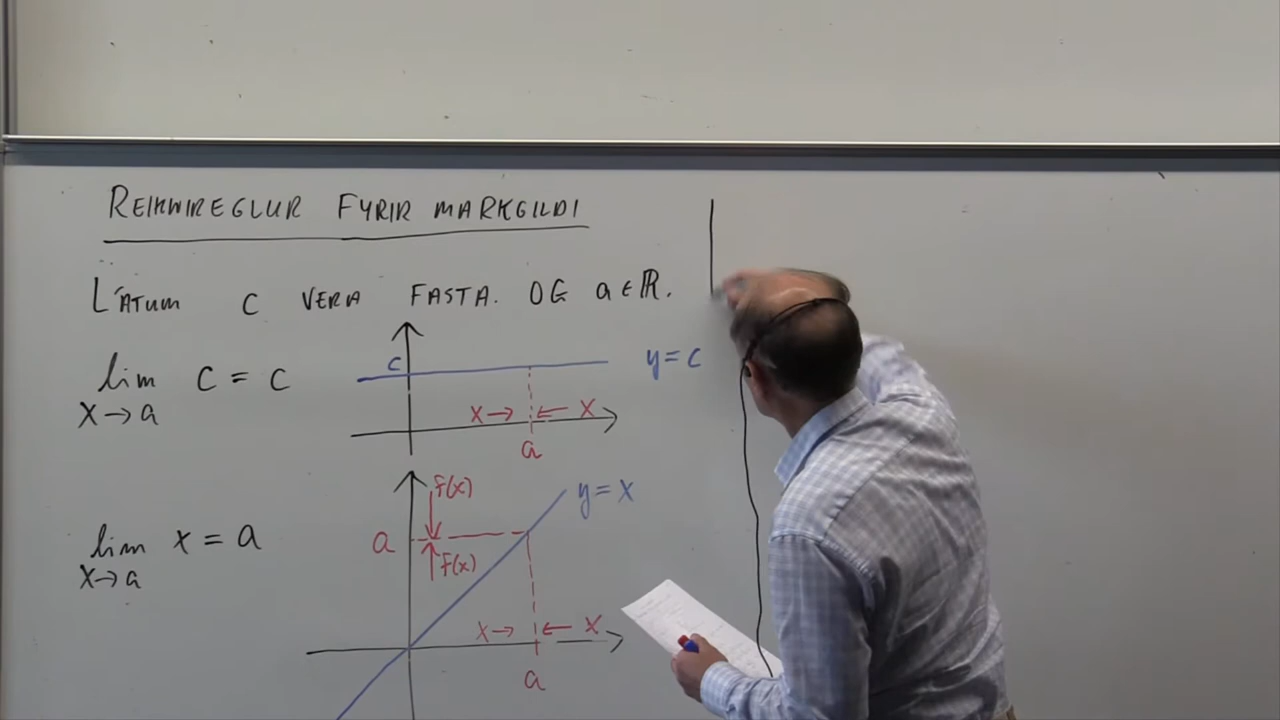 REIKNIREGLUR FYRIR MARKGILDI
LÁTUM C VERA FASTA. OG a ∈ ℝ.
lim C = C
x→a
c
y = c
x→ ← x
a
f(x)
y = x
a
f(x)
lim x = a
x→a
x→ ← x
a